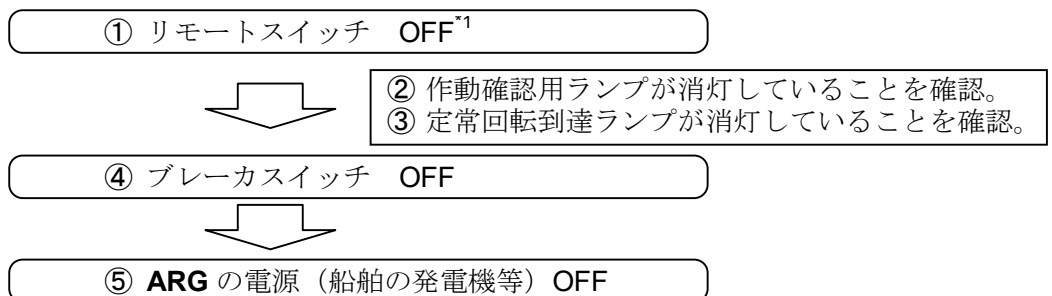 ① リモートスイッチ OFF*1
② 作動確認用ランプが消灯していることを確認。
③ 定常回転到達ランプが消灯していることを確認。
④ ブレーカスイッチ OFF
⑤ ARG の電源（船舶の発電機等）OFF